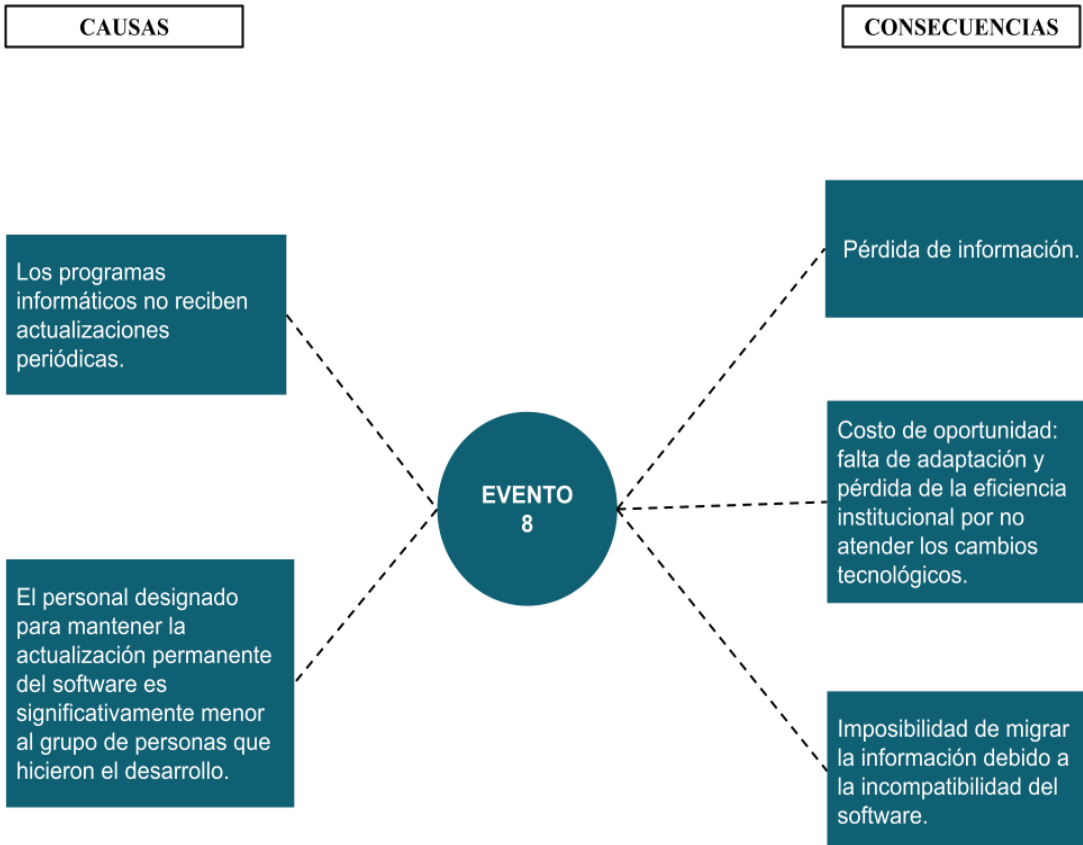 CAUSAS
CONSECUENCIAS
Los programas
informáticos no reciben
actualizaciones
periódicas.
El personal designado
para mantener la
actualización permanente
del software es
significativamente menor
al grupo de personas que
hicieron el desarrollo.
EVENTO
8
Pérdida de información.
Costo de oportunidad:
falta de adaptación y
pérdida de la eficiencia
institucional por no
atender los cambios
tecnológicos.
Imposibilidad de migrar
la información debido a
la incompatibilidad del
software.